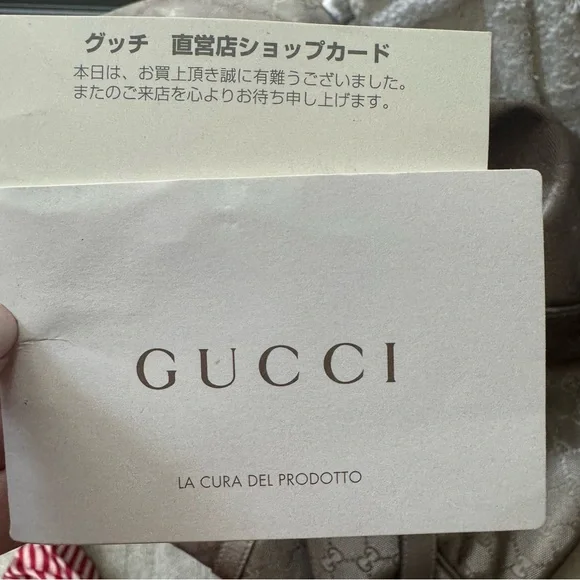 グッチ　直営店ショップカード
本日は、お買上頂き誠に有難うございました。
またのご来店を心よりお待ち申し上げます。
GUCCI
LA CURA DEL PRODOTTO